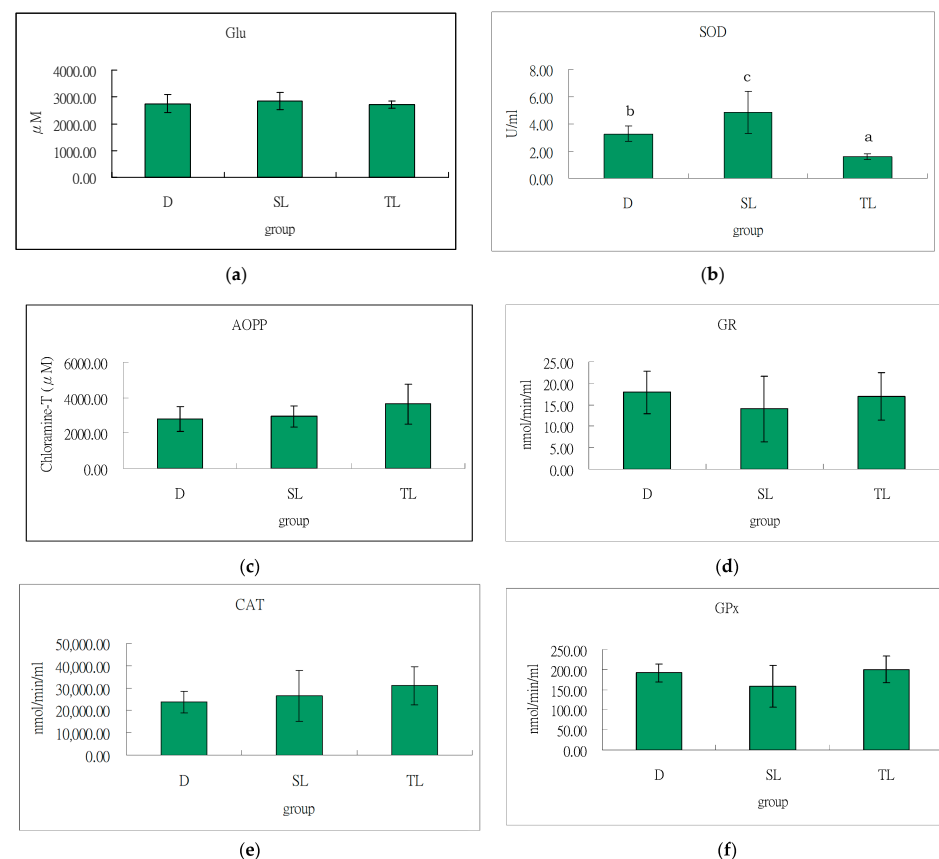 Glu
4000.00
3000.00
2000.00
1000.00
0.00
μM
D SL TL
group
(a)
SOD
8.00
6.00
4.00
2.00
0.00
U/ml
b
c
a
D SL TL
group
(b)
AOPP
6000.00
4000.00
2000.00
0.00
Chloramine-T (μM)
D SL TL
group
(c)
GR
25.00
20.00
15.00
10.00
5.00
0.00
nmol/min/ml
D SL TL
group
(d)
CAT
50,000.00
40,000.00
30,000.00
20,000.00
10,000.00
0.00
nmol/min/ml
D SL TL
group
(e)
GPx
250.00
200.00
150.00
100.00
50.00
0.00
nmol/min/ml
D SL TL
group
(f)